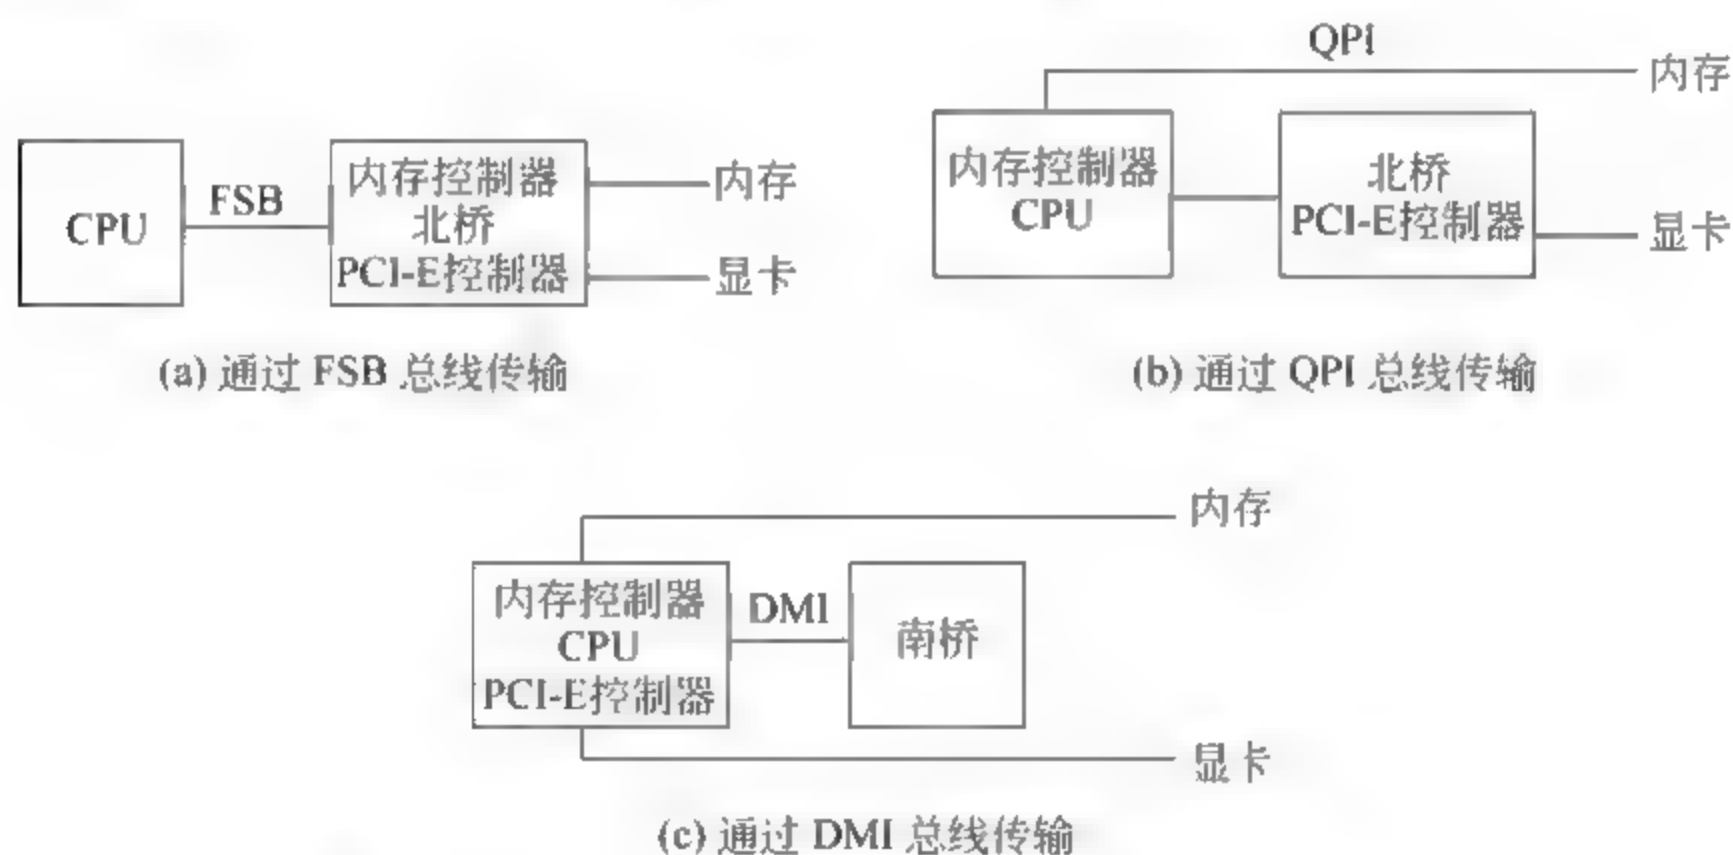 CPU
FSB
内存控制器
北桥
PCI-E控制器
内存
显卡
(a) 通过 FSB 总线传输
QPI
内存
内存控制器
CPU
北桥
PCI-E控制器
显卡
(b) 通过 QPI 总线传输
内存
内存控制器
CPU
PCI-E控制器
DMI
南桥
显卡
(c) 通过 DMI 总线传输